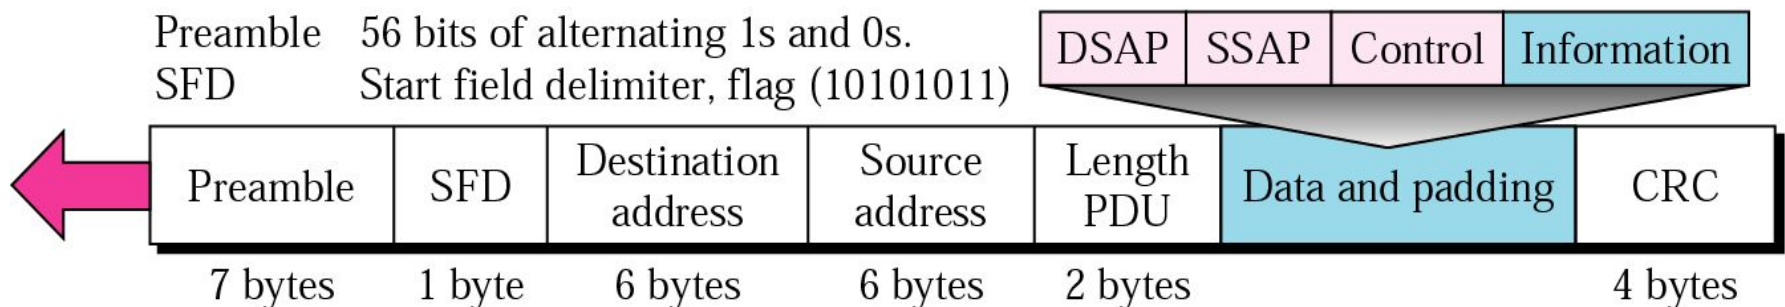 Preamble 56 bits of alternating 1s and 0s.
SFD Start field delimiter, flag (10101011)
DSAP SSAP Control Information
Preamble SFD Destination address Source address Length PDU Data and padding CRC
7 bytes 1 byte 6 bytes 6 bytes 2 bytes 4 bytes